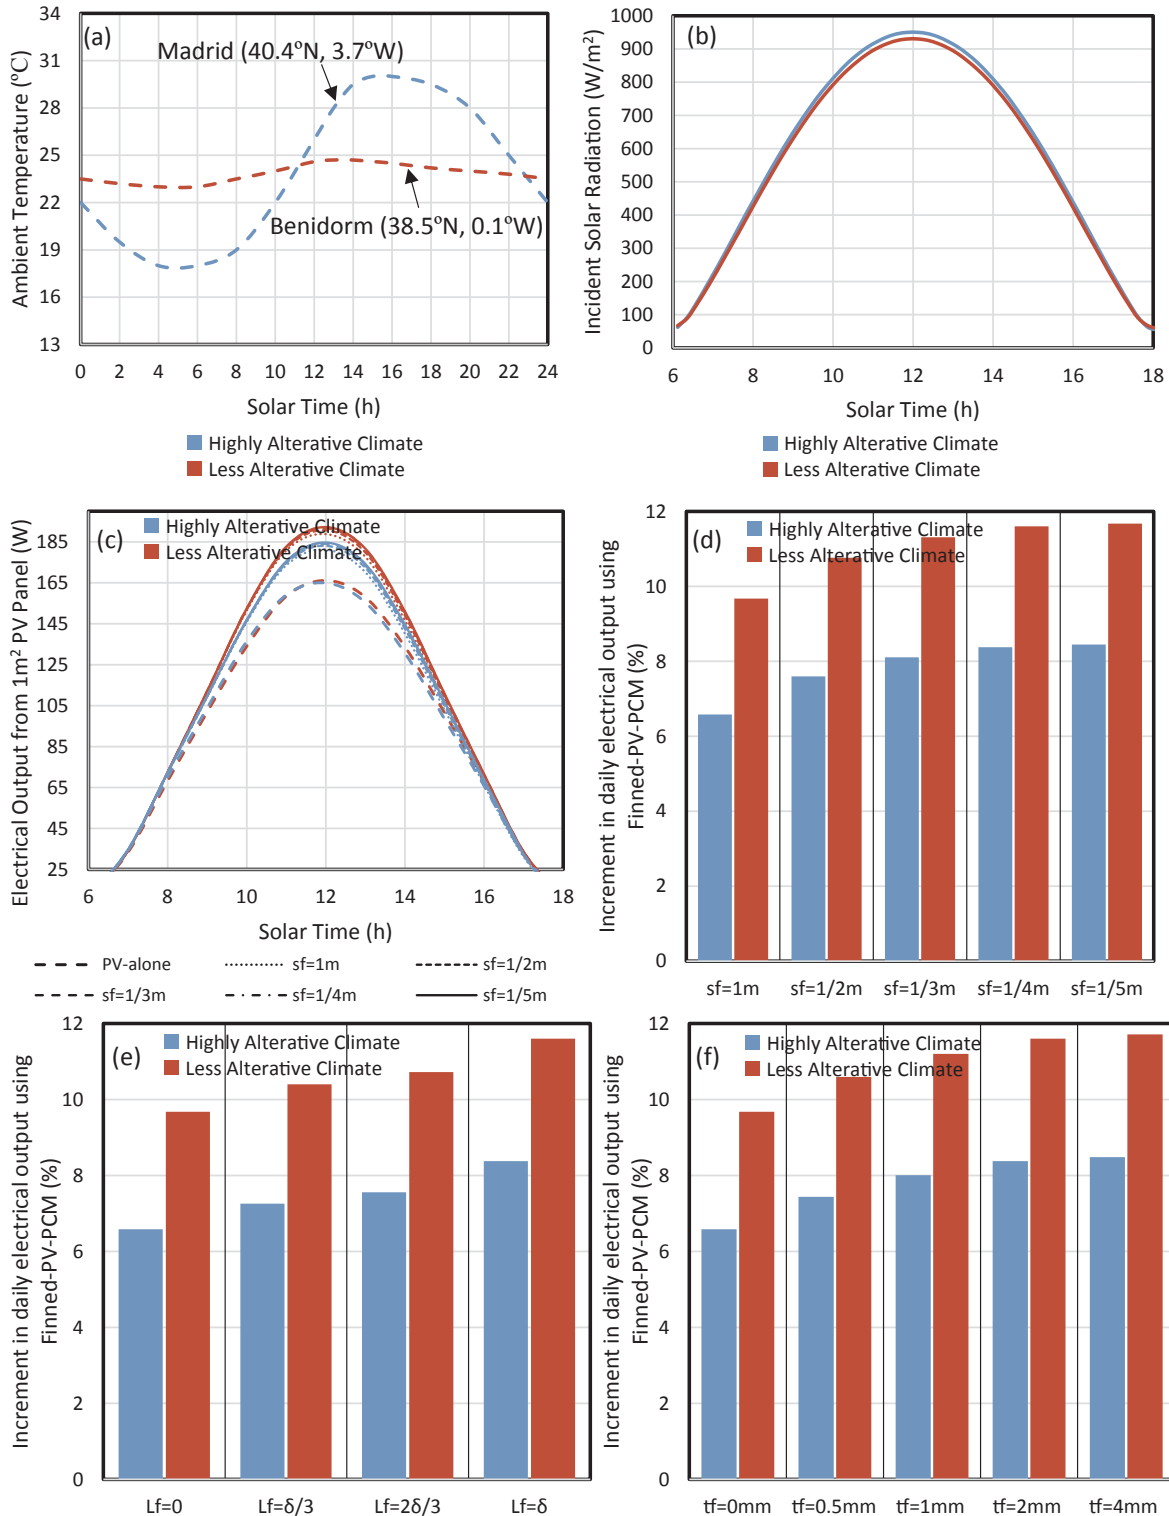 (a)
Madrid (40.4ºN, 3.7ºW)
Benidorm (38.5ºN, 0.1ºW)
Ambient Temperature (ºC)
34
31
28
25
22
19
16
13
0 2 4 6 8 10 12 14 16 18 20 22 24
Solar Time (h)
Highly Alterative Climate
Less Alterative Climate
(b)
Incident Solar Radiation (W/m²)
1000
900
800
700
600
500
400
300
200
100
0
6 8 10 12 14 16 18
Solar Time (h)
Highly Alterative Climate
Less Alterative Climate
(c)
Highly Alterative Climate
Less Alterative Climate
Electrical Output from 1m² PV Panel (W)
185
165
145
125
105
85
65
45
25
6 8 10 12 14 16 18
Solar Time (h)
PV-alone sf=1m sf=1/2m
sf=1/3m sf=1/4m sf=1/5m
(d)
Highly Alterative Climate
Less Alterative Climate
Increment in daily electrical output using
Finned-PV-PCM (%)
12
10
8
6
4
2
0
sf=1m sf=1/2m sf=1/3m sf=1/4m sf=1/5m
(e)
Highly Alterative Climate
Less Alterative Climate
Increment in daily electrical output using
Finned-PV-PCM (%)
12
10
8
6
4
2
0
Lf=0 Lf=δ/3 Lf=2δ/3 Lf=δ
(f)
Highly Alterative Climate
Less Alterative Climate
Increment in daily electrical output using
Finned-PV-PCM (%)
12
10
8
6
4
2
0
tf=0mm tf=0.5mm tf=1mm tf=2mm tf=4mm